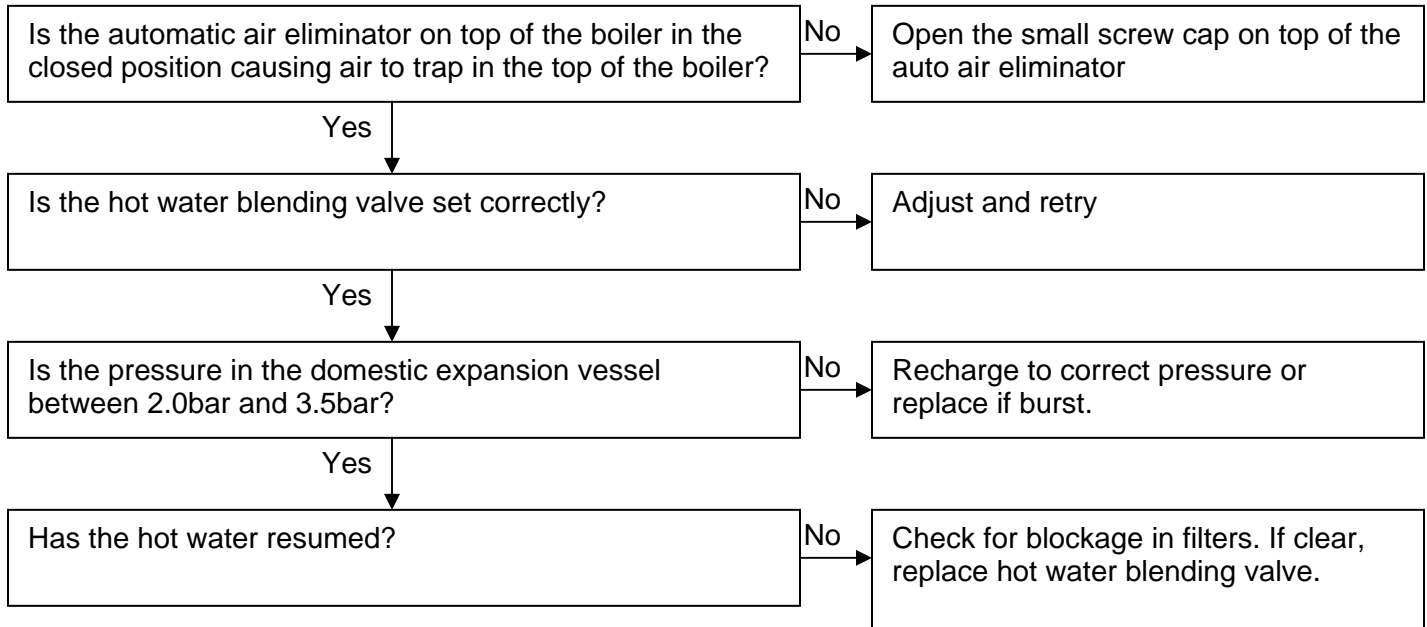 Is the automatic air eliminator on top of the boiler in the
closed position causing air to trap in the top of the boiler?
No
Open the small screw cap on top of the
auto air eliminator
Yes
Is the hot water blending valve set correctly?
No
Adjust and retry
Yes
Is the pressure in the domestic expansion vessel
between 2.0bar and 3.5bar?
No
Recharge to correct pressure or
replace if burst.
Yes
Has the hot water resumed?
No
Check for blockage in filters. If clear,
replace hot water blending valve.